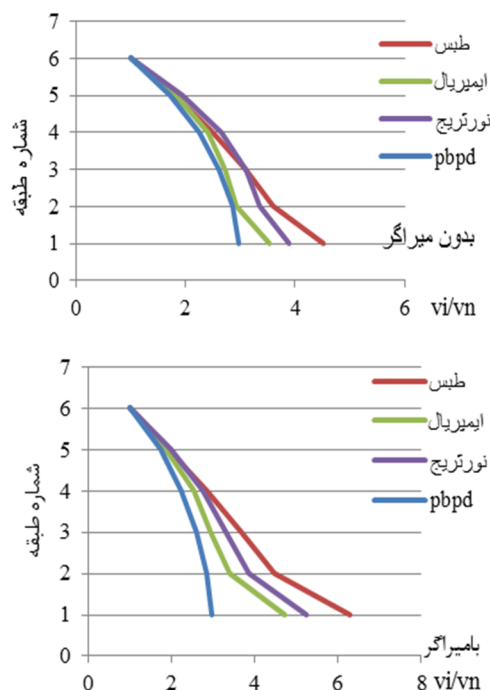 7
6
5
4
3
2
1
0
شماره طبقه
طبس
ایمپریال
نورتریج
pbpd
بدون میراگر
0 2 4 6
vi/vn
7
6
5
4
3
2
1
0
شماره طبقه
طبس
ایمپریال
نورتریج
pbpd
بامیراگر
0 2 4 6 8
vi/vn